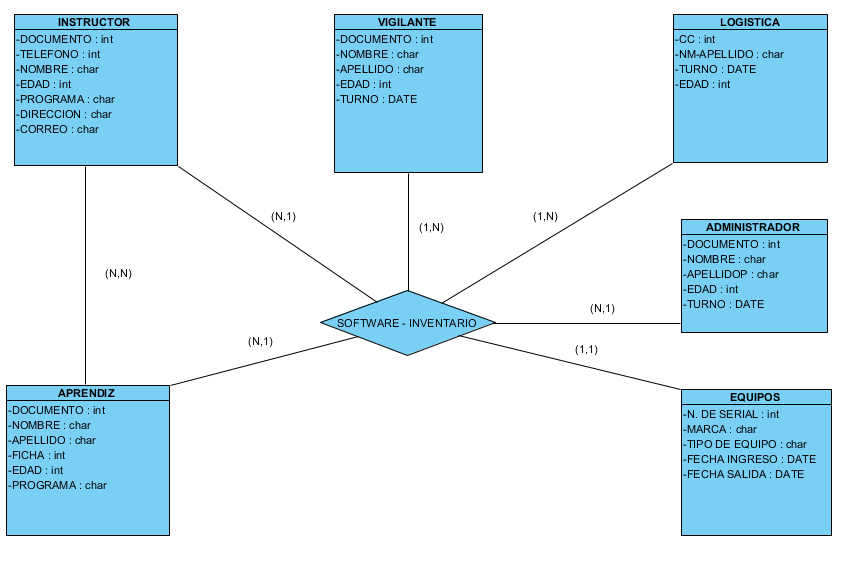 INSTRUCTOR
-DOCUMENTO : int
-TELEFONO : int
-NOMBRE : char
-EDAD : int
-PROGRAMA : char
-DIRECCION : char
-CORREO : char
VIGILANTE
-DOCUMENTO : int
-NOMBRE : char
-APELLIDO : char
-EDAD : int
-TURNO : DATE
LOGISTICA
-CC : int
-NM-APELLIDO : char
-TURNO : DATE
-EDAD : int
(N,1)
(1,N)
(1,N)
(N,N)
ADMINISTRADOR
-DOCUMENTO : int
-NOMBRE : char
-APELLIDOP : char
-EDAD : int
-TURNO : DATE
SOFTWARE - INVENTARIO
(N,1)
(N,1)
(1,1)
APRENDIZ
-DOCUMENTO : int
-NOMBRE : char
-APELLIDO : char
-FICHA : int
-EDAD : int
-PROGRAMA : char
EQUIPOS
-N. DE SERIAL : int
-MARCA : char
-TIPO DE EQUIPO : char
-FECHA INGRESO : DATE
-FECHA SALIDA : DATE